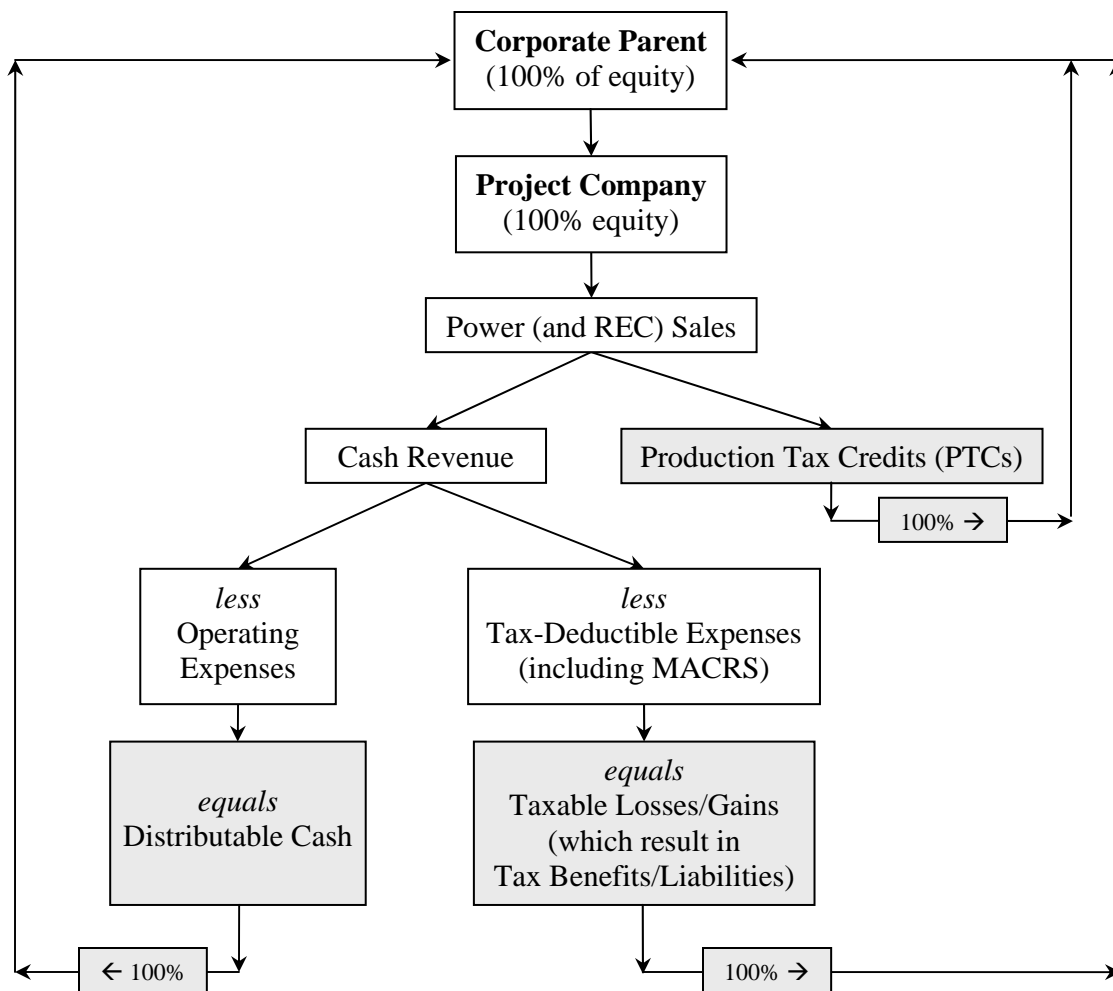 Corporate Parent
(100% of equity)
Project Company
(100% equity)
Power (and REC) Sales
Cash Revenue
Production Tax Credits (PTCs)
100% →
less
Operating
Expenses
less
Tax-Deductible Expenses
(including MACRS)
equals
Distributable Cash
equals
Taxable Losses/Gains
(which result in
Tax Benefits/Liabilities)
← 100%
100% →